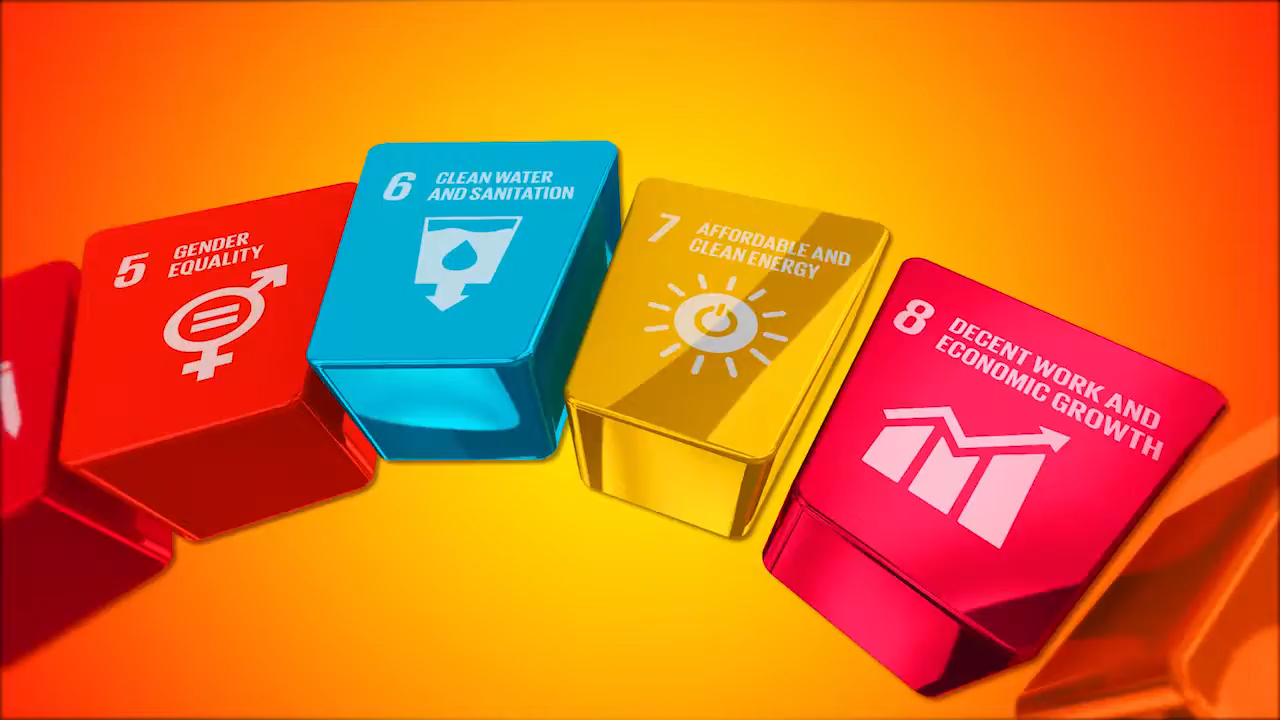 5
GENDER
EQUALITY
6
CLEAN WATER
AND SANITATION
7
AFFORDABLE AND
CLEAN ENERGY
8
DECENT WORK AND
ECONOMIC GROWTH